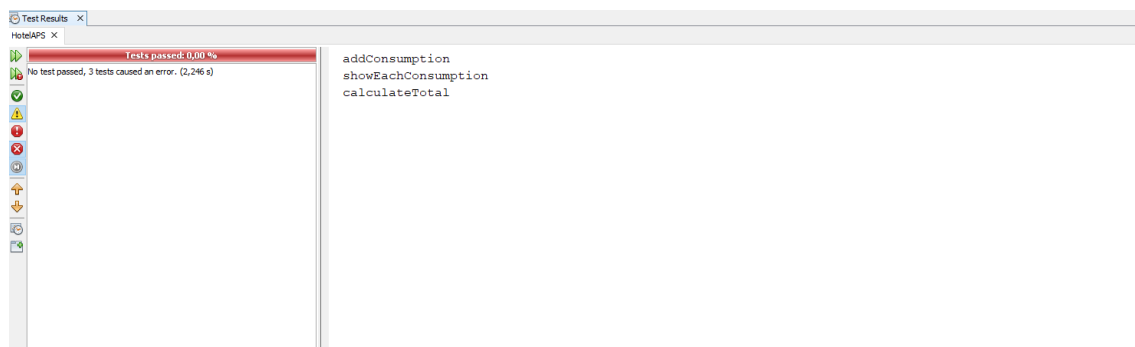 Test Results
HotelAPS
Tests passed: 0,00 %
No test passed, 3 tests caused an error. (2,246 s)
addConsumption
showEachConsumption
calculateTotal